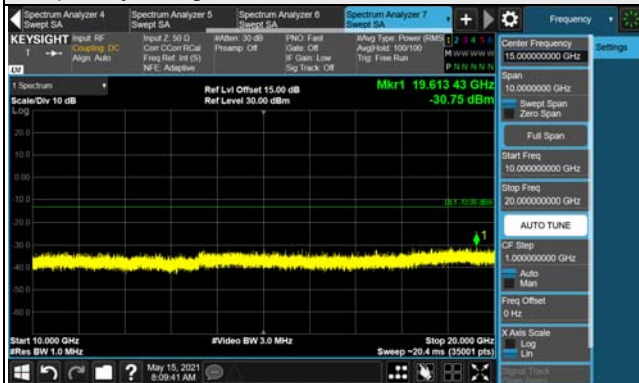 Spectrum Analyzer 4
Swept SA
Spectrum Analyzer 5
Swept SA
Spectrum Analyzer 6
Swept SA
Spectrum Analyzer 7
Swept SA
Frequency
KEYSIGHT
Input: RF
Coupling: DC
Align: Auto
Input Z: 50 Ω
Corr CCorr RCal
Freq Ref: Int (S)
NFE: Adaptive
#Atten: 30 dB
Preamp: Off
PNO: Fast
Gate: Off
IF Gain: Low
Sig Track: Off
#Avg Type: Power (RMS
Avg|Hold: 100/100
Trig: Free Run
1 2 3 4 5 6
M W W W W W
P N N N N N
1 Spectrum
Scale/Div 10 dB
Log
Ref Lvl Offset 15.00 dB
Ref Level 30.00 dBm
Mkr1 19.613 43 GHz
-30.75 dBm
20.0
10.0
0.00
-10.0
-20.0
-30.0
-40.0
-50.0
-60.0
1
Start 10.000 GHz
#Res BW 1.0 MHz
#Video BW 3.0 MHz
Stop 20.000 GHz
Sweep ~20.4 ms (35001 pts)
May 15, 2021
8:09:41 AM
Center Frequency
15.000000000 GHz
Span
10.0000000 GHz
Swept Span
Zero Span
Full Span
Start Freq
10.000000000 GHz
Stop Freq
20.000000000 GHz
AUTO TUNE
CF Step
1.000000000 GHz
Auto
Man
Freq Offset
0 Hz
X Axis Scale
Log
Lin
Signal Track
Settings